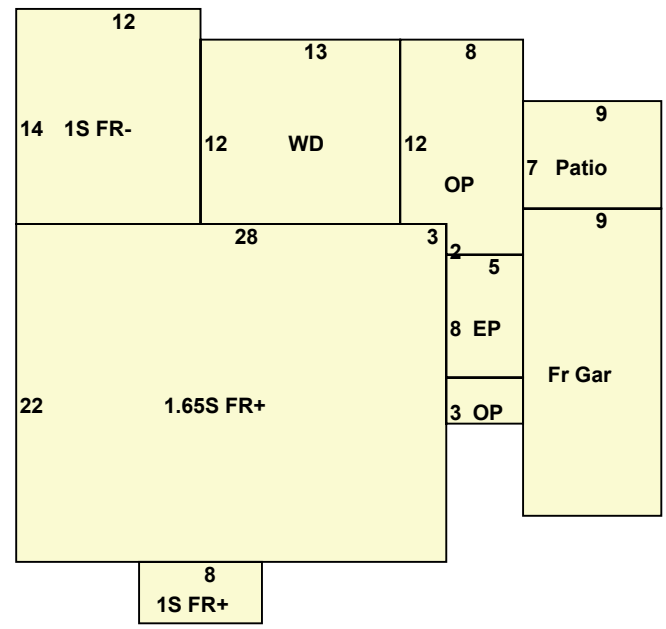 12
13
8
9
14 1S FR-
12 WD
12
OP
7 Patio
9
28
3
2
5
8 EP
Fr Gar
22
1.65S FR+
3 OP
8
1S FR+